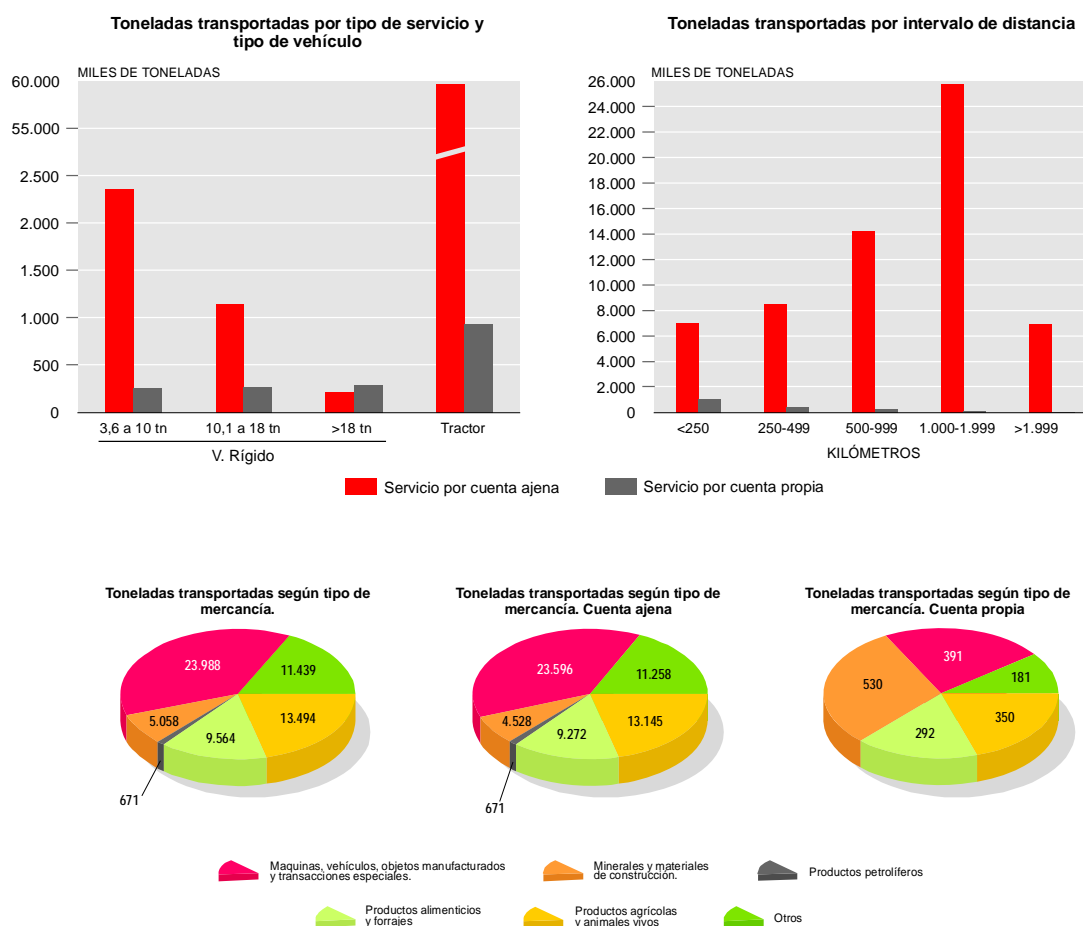 Toneladas transportadas por tipo de servicio y
tipo de vehículo
MILES DE TONELADAS
60.000
55.000
2.500
2.000
1.500
1.000
500
0
3,6 a 10 tn
10,1 a 18 tn
>18 tn
Tractor
V. Rígido
Toneladas transportadas por intervalo de distancia
MILES DE TONELADAS
26.000
24.000
22.000
20.000
18.000
16.000
14.000
12.000
10.000
8.000
6.000
4.000
2.000
0
<250
250-499
500-999
1.000-1.999
>1.999
KILÓMETROS
Servicio por cuenta ajena
Servicio por cuenta propia
Toneladas transportadas según tipo de
mercancía.
23.988
11.439
5.058
13.494
9.564
671
Toneladas transportadas según tipo de
mercancía. Cuenta ajena
23.596
11.258
4.528
13.145
9.272
671
Toneladas transportadas según tipo de
mercancía. Cuenta propia
391
530
181
350
292
Maquinas, vehículos, objetos manufacturados
y transacciones especiales.
Minerales y materiales
de construcción.
Productos petrolíferos
Productos alimenticios
y forrajes
Productos agrícolas
y animales vivos
Otros